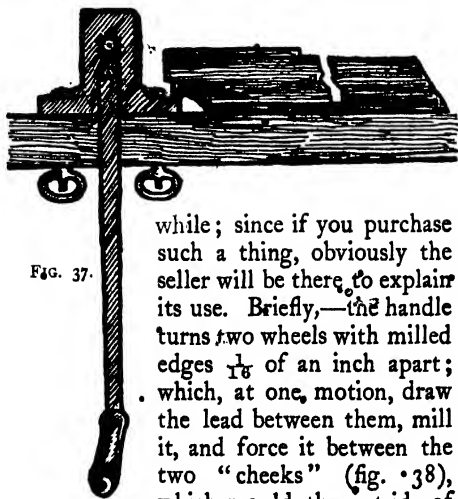 while; since if you purchase
such a thing, obviously the
FIG. 37.
seller will be there to explain
its use. Briefly,—the handle
turns two wheels with milled
edges 1/16 of an inch apart;
which, at one motion, draw
the lead between them, mill
it, and force it between the
two "cheeks" (fig. 38),